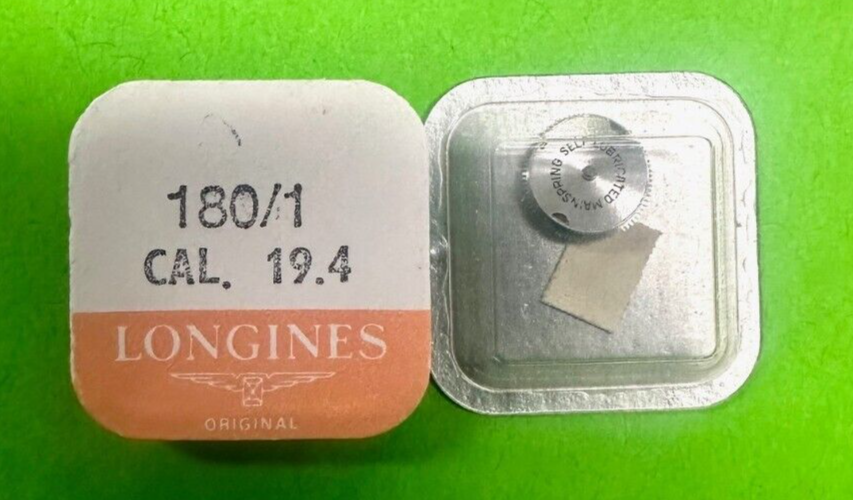 180/1
CAL. 19.4
LONGINES
ORIGINAL
MAINSPRING SELF LUBRICATED